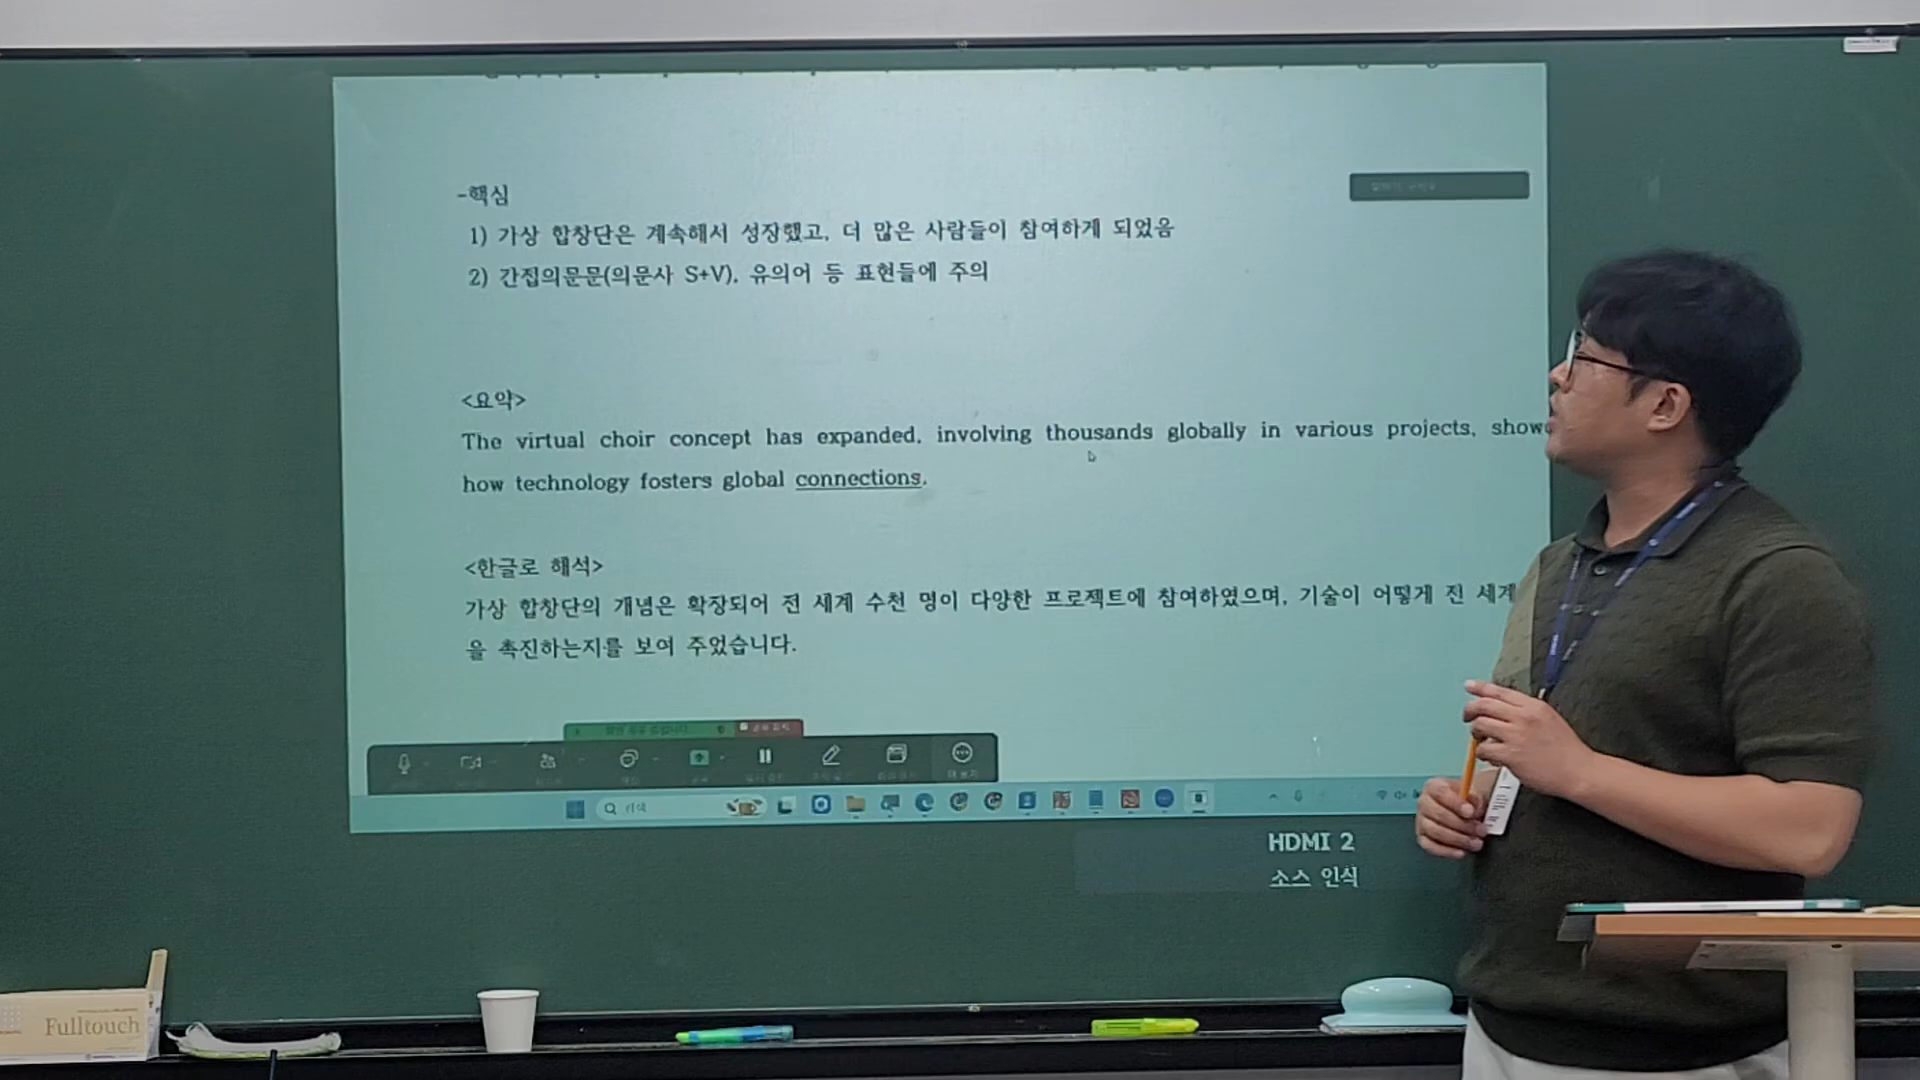 -핵심
1) 가상 합창단은 계속해서 성장했고, 더 많은 사람들이 참여하게 되었음
2) 간접의문문(의문사 S+V), 유의어 등 표현들에 주의
<요약>
The virtual choir concept has expanded, involving thousands globally in various projects, show
how technology fosters global connections.
<한글로 해석>
가상 합창단의 개념은 확장되어 전 세계 수천 명이 다양한 프로젝트에 참여하였으며, 기술이 어떻게 전 세계
을 촉진하는지를 보여 주었습니다.
더 보기
검색
HDMI 2
소스 인식
Fulltouch